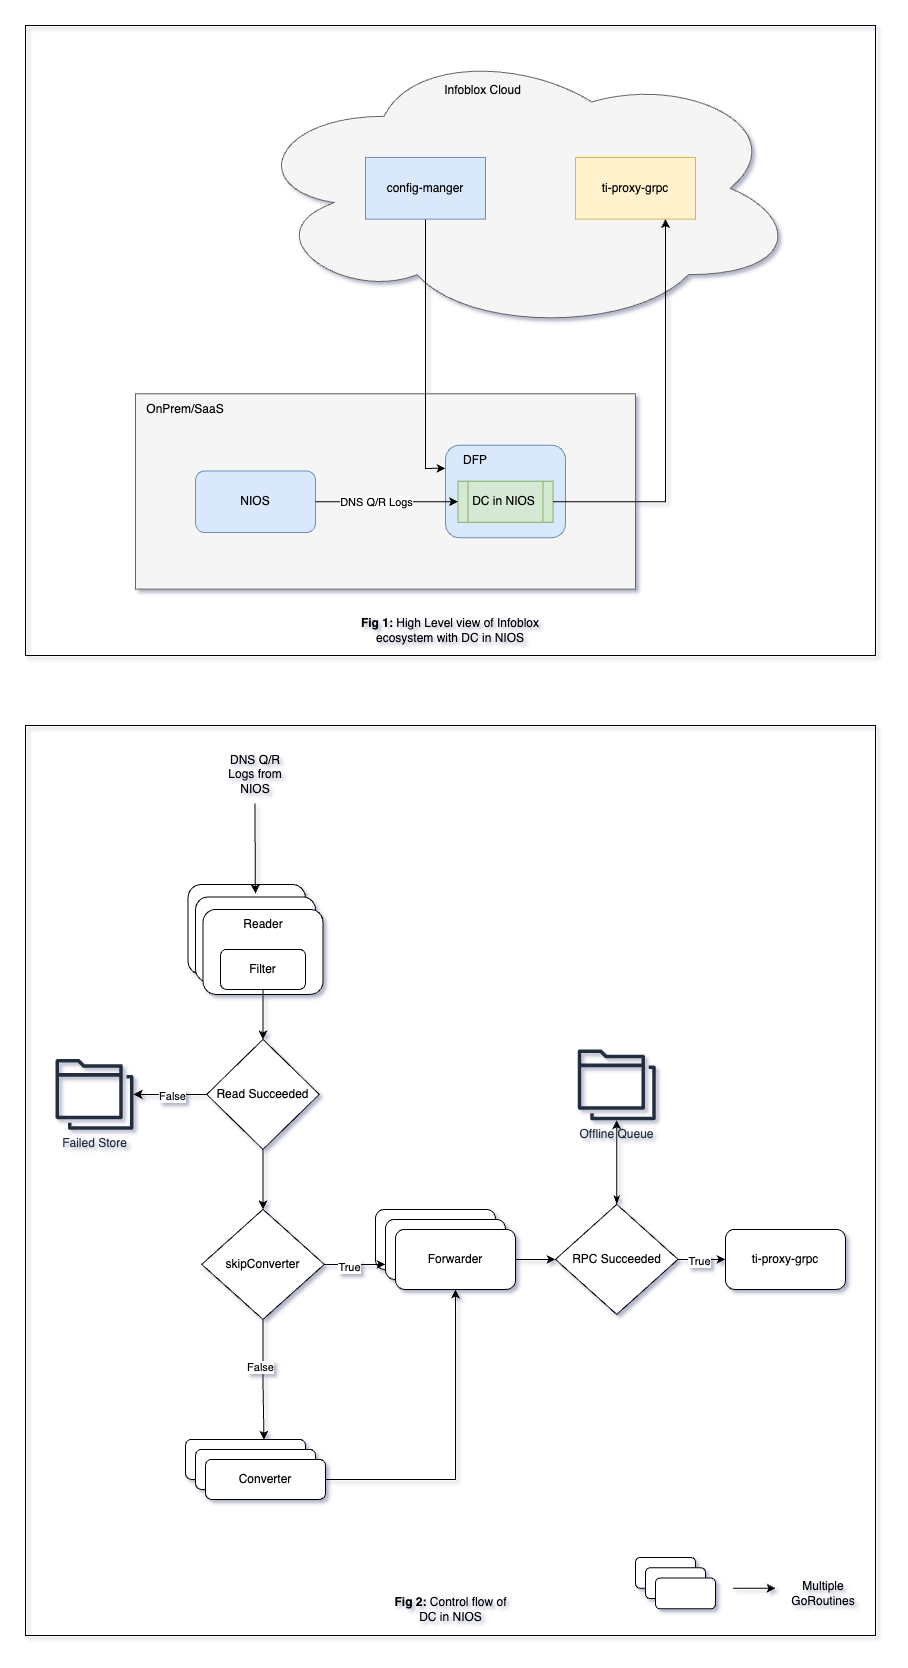 Infoblox Cloud
config-manger
ti-proxy-grpc
OnPrem/SaaS
DFP
NIOS
DNS Q/R Logs
DC in NIOS
Fig 1: High Level view of Infoblox
ecosystem with DC in NIOS
DNS Q/R
Logs from
NIOS
Reader
Filter
Read Succeeded
False
Failed Store
Offline Queue
skipConverter
True
Forwarder
RPC Succeeded
True
ti-proxy-grpc
False
Converter
Fig 2: Control flow of
DC in NIOS
Multiple
GoRoutines